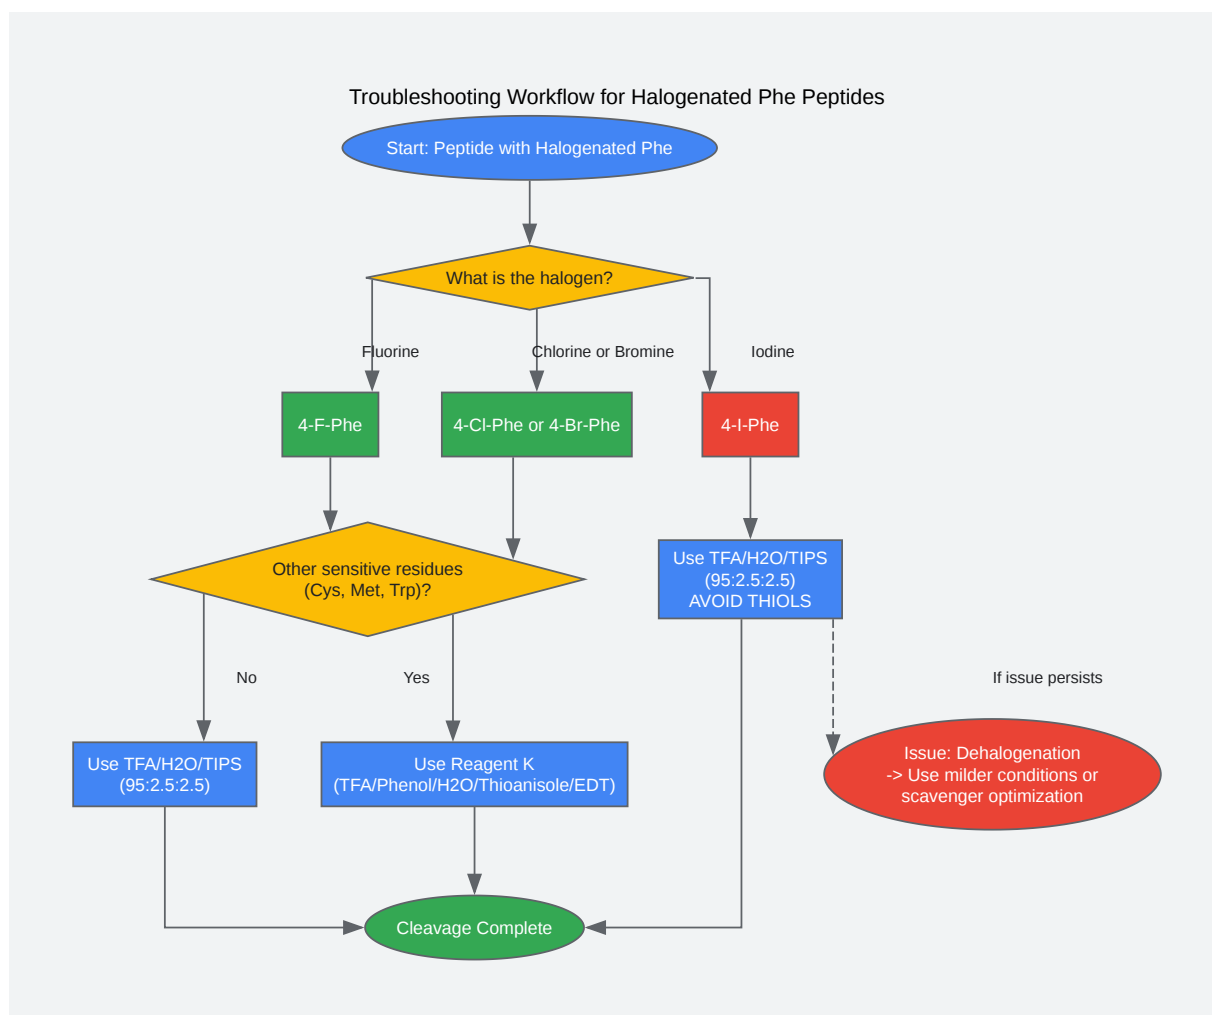 Troubleshooting Workflow for Halogenated Phe Peptides
Start: Peptide with Halogenated Phe
What is the halogen?
Fluorine
Chlorine or Bromine
Iodine
4-F-Phe
4-Cl-Phe or 4-Br-Phe
4-I-Phe
Other sensitive residues
(Cys, Met, Trp)?
Use TFA/H2O/TIPS
(95:2.5:2.5)
AVOID THIOLS
No
Yes
If issue persists
Use TFA/H2O/TIPS
(95:2.5:2.5)
Use Reagent K
(TFA/Phenol/H2O/Thioanisole/EDT)
Issue: Dehalogenation
-> Use milder conditions or
scavenger optimization
Cleavage Complete